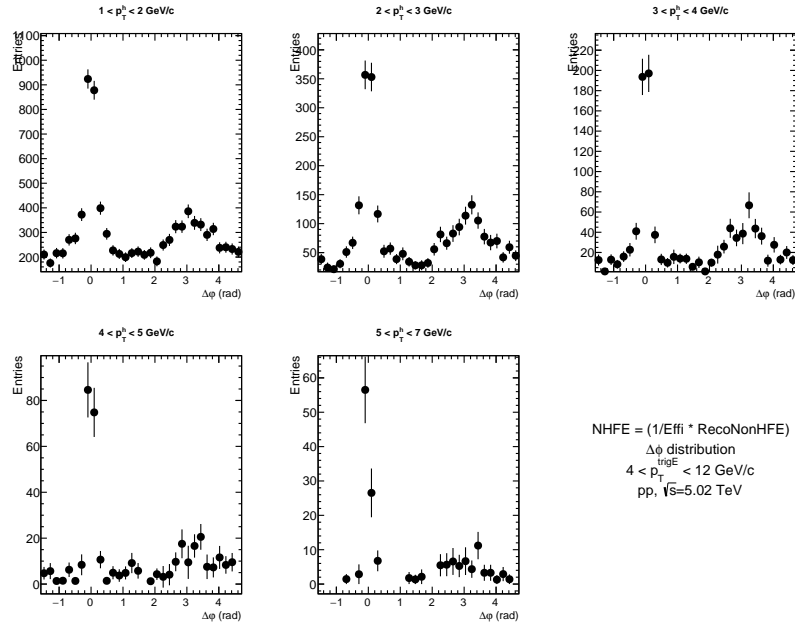 1 < p_T^h < 2 GeV/c
Entries
1100
1000
900
800
700
600
500
400
300
200
−1 0 1 2 3 4
Δφ (rad)
2 < p_T^h < 3 GeV/c
Entries
400
350
300
250
200
150
100
50
−1 0 1 2 3 4
Δφ (rad)
3 < p_T^h < 4 GeV/c
Entries
220
200
180
160
140
120
100
80
60
40
20
0
−1 0 1 2 3 4
Δφ (rad)
4 < p_T^h < 5 GeV/c
Entries
80
60
40
20
0
−1 0 1 2 3 4
Δφ (rad)
5 < p_T^h < 7 GeV/c
Entries
60
50
40
30
20
10
0
−1 0 1 2 3 4
Δφ (rad)
NHFE = (1/Effi * RecoNonHFE)
Δϕ distribution
4 < p_T^trigE < 12 GeV/c
pp, √s=5.02 TeV